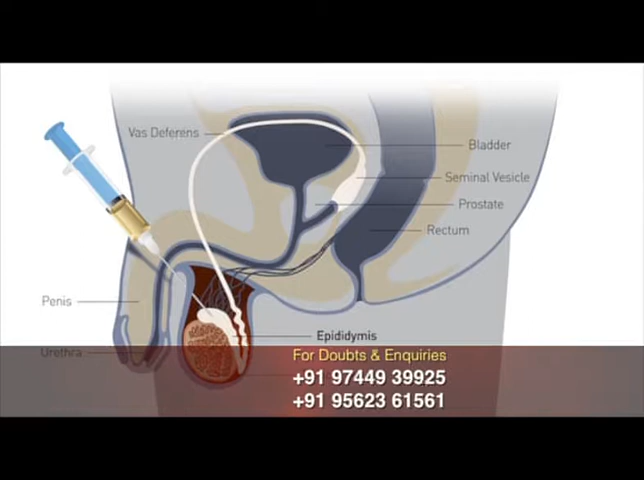 Vas Deferens
Bladder
Seminal Vesicle
Prostate
Rectum
Penis
Epididymis
Urethra
For Doubts & Enquiries
+91 97449 39925
+91 95623 61561